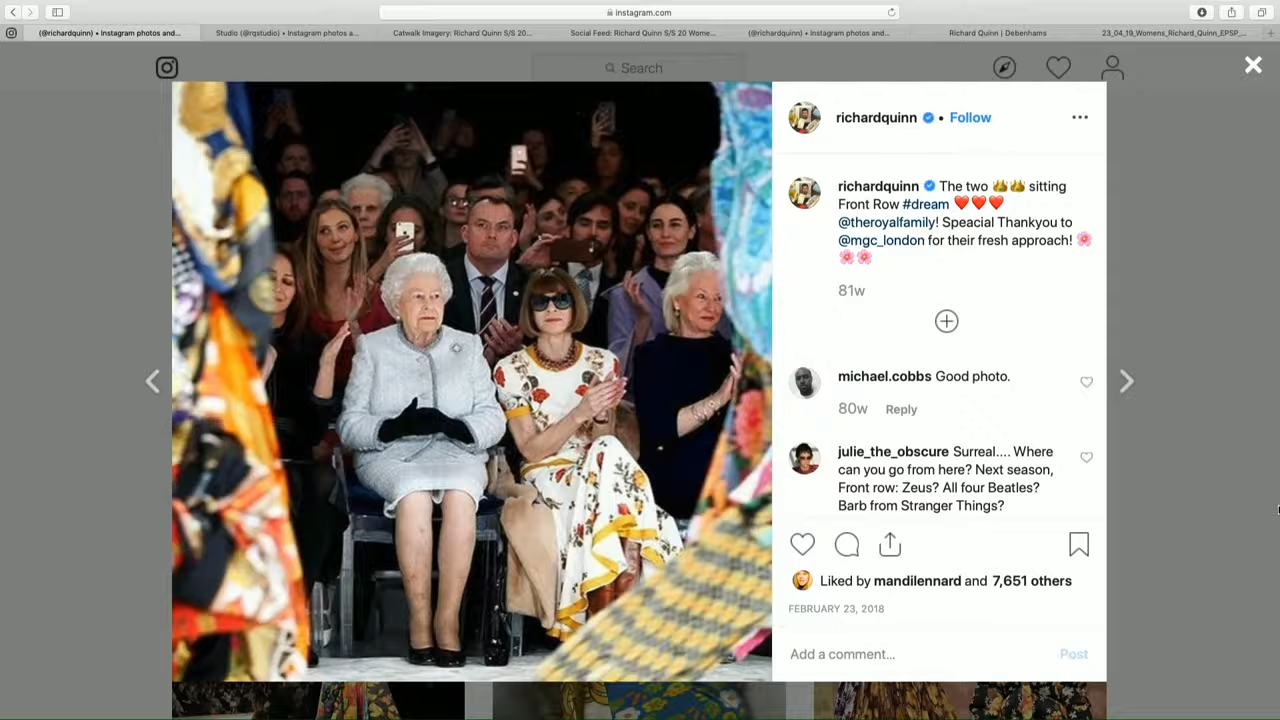 instagram.com
(@richardquinn) • Instagram photos and...
Studio (@rqstudio) • Instagram photos a...
Catwalk Imagery: Richard Quinn S/S 20...
Social Feed: Richard Quinn S/S 20 Wome...
(@richardquinn) • Instagram photos and...
Richard Quinn | Debenhams
23_04_19_Womens_Richard_Quinn_EPSP_...
Search
richardquinn • Follow
richardquinn The two 👑👑 sitting
Front Row #dream ❤️❤️❤️
@theroyalfamily! Speacial Thankyou to
@mgc_london for their fresh approach! 🌸
🌸🌸
81w
michael.cobbs Good photo.
80w Reply
julie_the_obscure Surreal.... Where
can you go from here? Next season,
Front row: Zeus? All four Beatles?
Barb from Stranger Things?
Liked by mandilennard and 7,651 others
FEBRUARY 23, 2018
Add a comment... Post